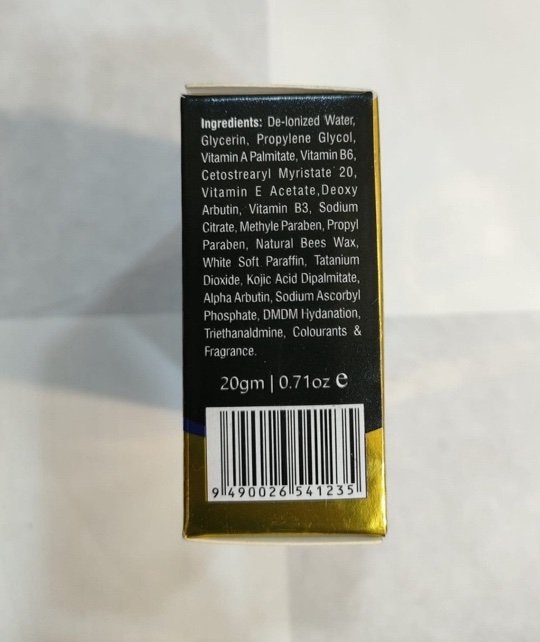 Ingredients: De-Ionized Water,
Glycerin, Propylene Glycol,
Vitamin A Palmitate, Vitamin B6,
Cetostrearyl Myristate 20,
Vitamin E Acetate,Deoxy
Arbutin, Vitamin B3, Sodium
Citrate, Methyle Paraben, Propyl
Paraben, Natural Bees Wax,
White Soft Paraffin, Tatanium
Dioxide, Kojic Acid Dipalmitate,
Alpha Arbutin, Sodium Ascorbyl
Phosphate, DMDM Hydanation,
Triethanaldmine, Colourants &
Fragrance.
20gm | 0.71oz e
9 490026 541235